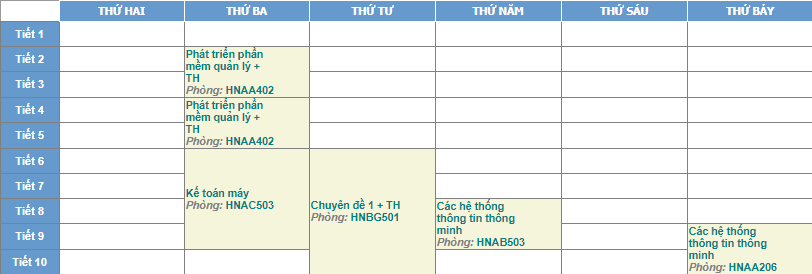 THỨ HAI THỨ BA THỨ TƯ THỨ NĂM THỨ SÁU THỨ BẢY
Tiết 1
Tiết 2
Tiết 3
Tiết 4
Tiết 5
Tiết 6
Tiết 7
Tiết 8
Tiết 9
Tiết 10
Phát triển phần
mềm quản lý +
TH
Phòng: HNAA402
Phát triển phần
mềm quản lý +
TH
Phòng: HNAA402
Kế toán máy
Phòng: HNAC503
Chuyên đề 1 + TH
Phòng: HNBG501
Các hệ thống
thông tin thông
minh
Phòng: HNAB503
Các hệ thống
thông tin thông
minh
Phòng: HNAA206